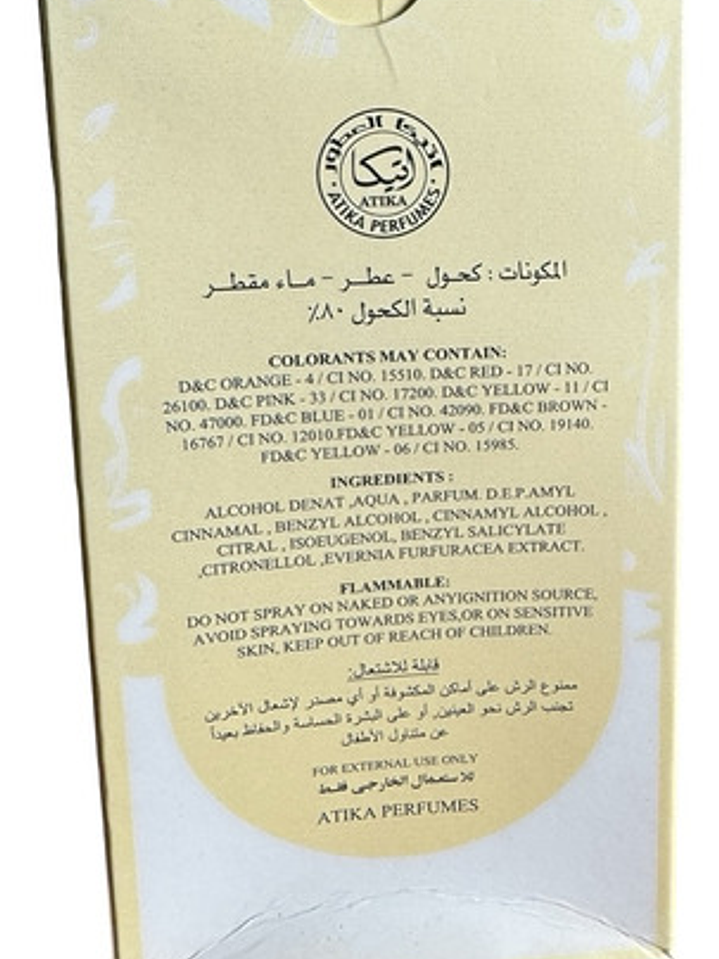 اتيكا للعطور
اتيكا
ATIKA
· ATIKA PERFUMES ·
المكونات : كحول - عطر - ماء مقطر
نسبة الكحول ٨٠٪
COLORANTS MAY CONTAIN:
D&C ORANGE - 4 / CI NO. 15510. D&C RED - 17 / CI NO.
26100. D&C PINK - 33 / CI NO. 17200. D&C YELLOW - 11 / CI
NO. 47000. FD&C BLUE - 01 / CI NO. 42090. FD&C BROWN -
16767 / CI NO. 12010.FD&C YELLOW - 05 / CI NO. 19140.
FD&C YELLOW - 06 / CI NO. 15985.
INGREDIENTS :
ALCOHOL DENAT ,AQUA , PARFUM. D.E.P.AMYL
CINNAMAL , BENZYL ALCOHOL , CINNAMYL ALCOHOL ,
CITRAL , ISOEUGENOL, BENZYL SALICYLATE
,CITRONELLOL ,EVERNIA FURFURACEA EXTRACT.
FLAMMABLE:
DO NOT SPRAY ON NAKED OR ANYIGNITION SOURCE,
AVOID SPRAYING TOWARDS EYES,OR ON SENSITIVE
SKIN, KEEP OUT OF REACH OF CHILDREN.
قابلة للاشتعال:
ممنوع الرش على أماكن المكشوفة أو أي مصدر لإشعال الآخرين
تجنب الرش نحو العينين, أو على البشرة الحساسة والحفاظ بعيداً
عن متناول الأطفال
FOR EXTERNAL USE ONLY
للاستعمال الخارجى فقط
ATIKA PERFUMES